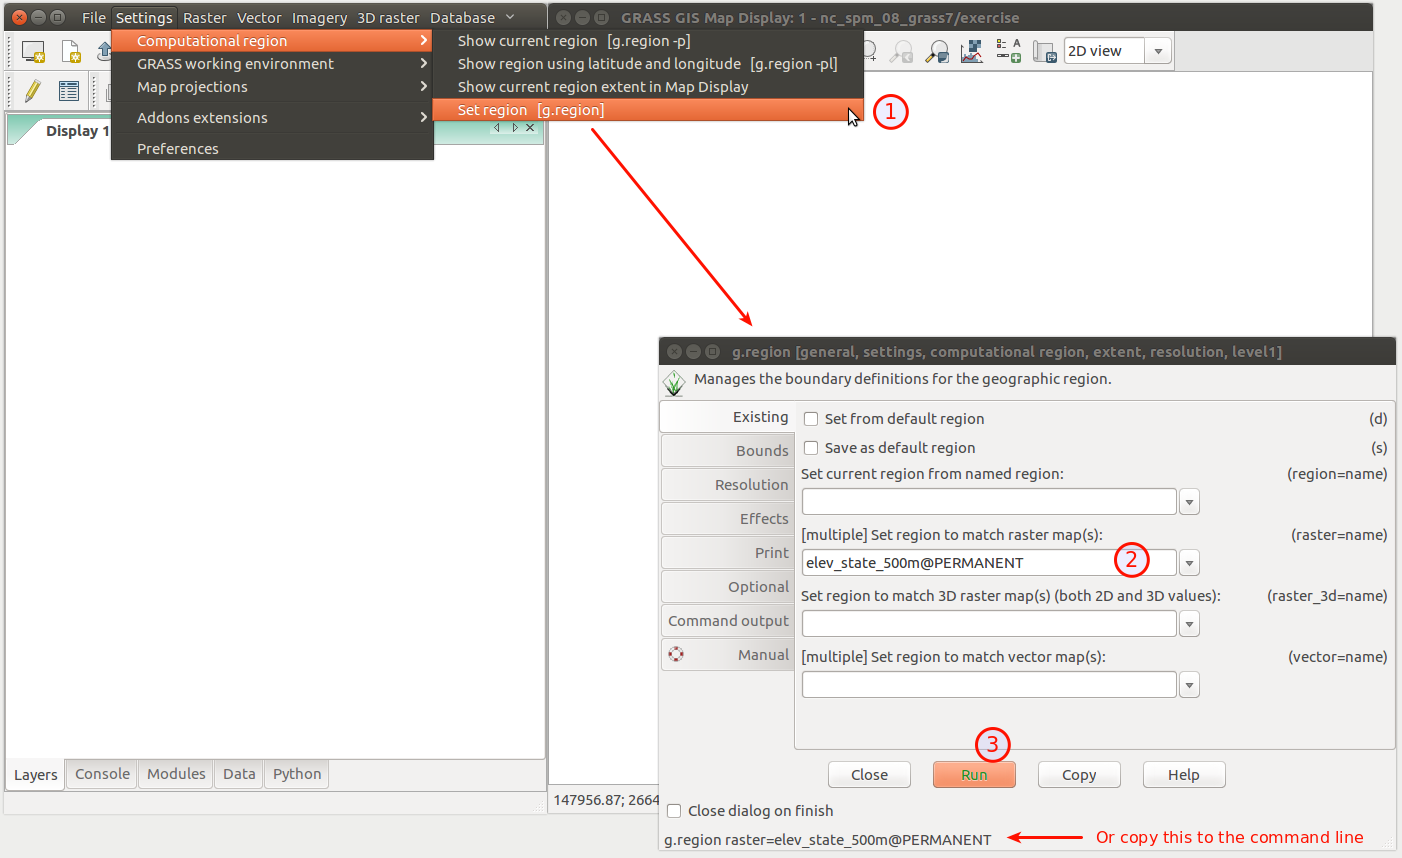 File Settings Raster Vector Imagery 3D raster Database
GRASS GIS Map Display: 1 - nc_spm_08_grass7/exercise
Computational region
GRASS working environment
Map projections
Addons extensions
Preferences
Show current region [g.region -p]
Show region using latitude and longitude [g.region -pl]
Show current region extent in Map Display
Set region [g.region]
1
2D view
Display 1
g.region [general, settings, computational region, extent, resolution, level1]
Manages the boundary definitions for the geographic region.
Existing
Bounds
Resolution
Effects
Print
Optional
Command output
Manual
Set from default region (d)
Save as default region (s)
Set current region from named region: (region=name)
[multiple] Set region to match raster map(s): (raster=name)
elev_state_500m@PERMANENT
2
Set region to match 3D raster map(s) (both 2D and 3D values): (raster_3d=name)
[multiple] Set region to match vector map(s): (vector=name)
3
Close Run Copy Help
Layers Console Modules Data Python
147956.87; 2664
Close dialog on finish
g.region raster=elev_state_500m@PERMANENT
Or copy this to the command line